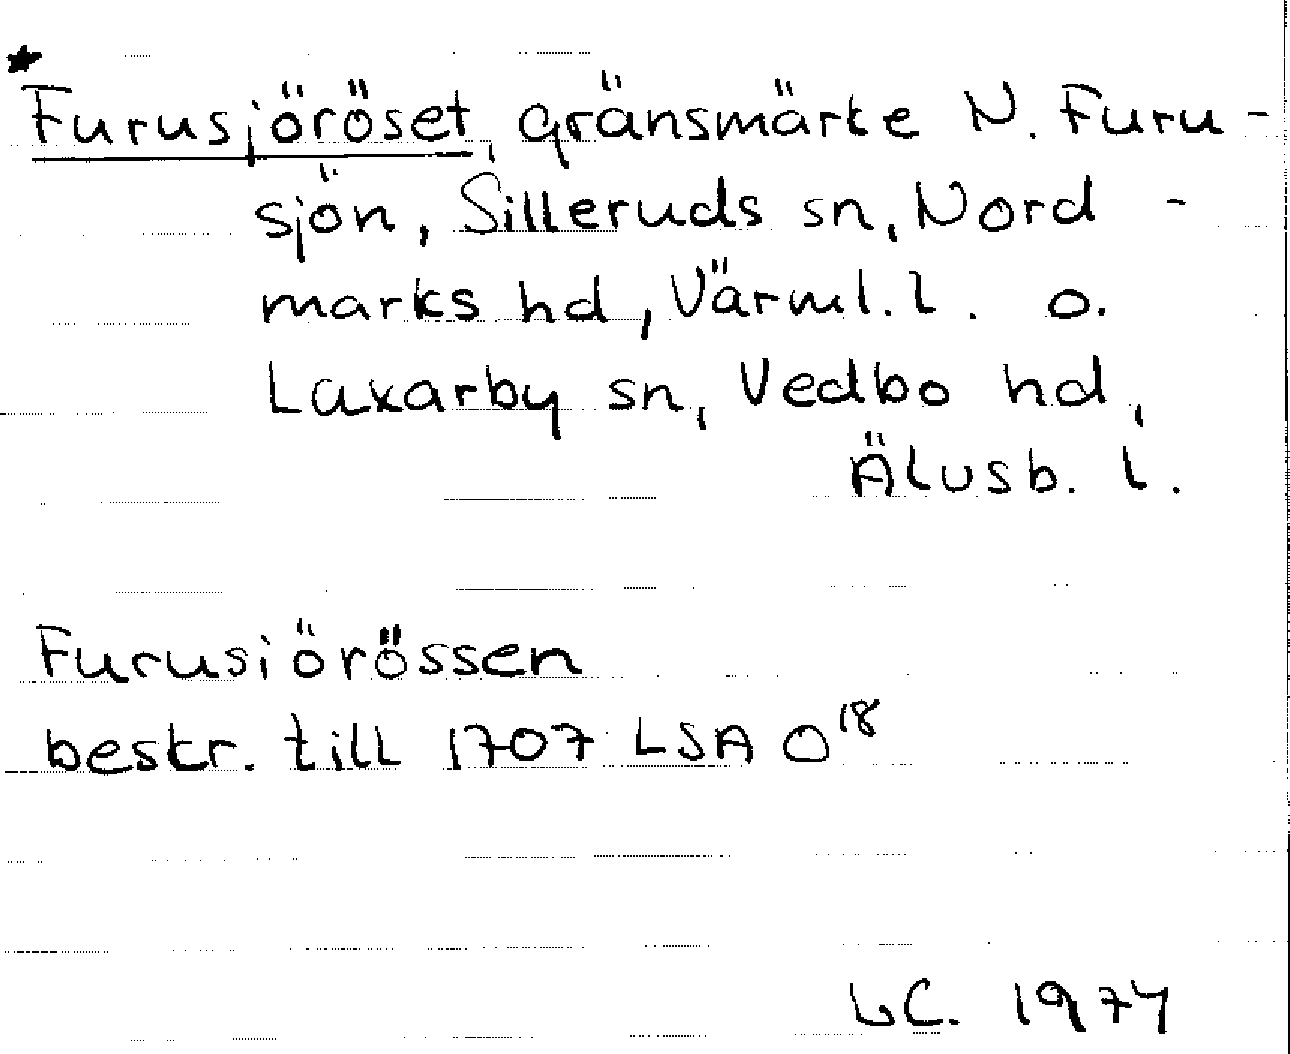 * Furusjöröset, gränsmärke N. Furu-
sjön, Silleruds sn, Nord-
marks hd, Värml. l. o.
Laxarby sn, Vedbo hd,
Älvsb. l.
Furusiörössen
bestr. till 1707 LSA O¹⁸
LC. 1974